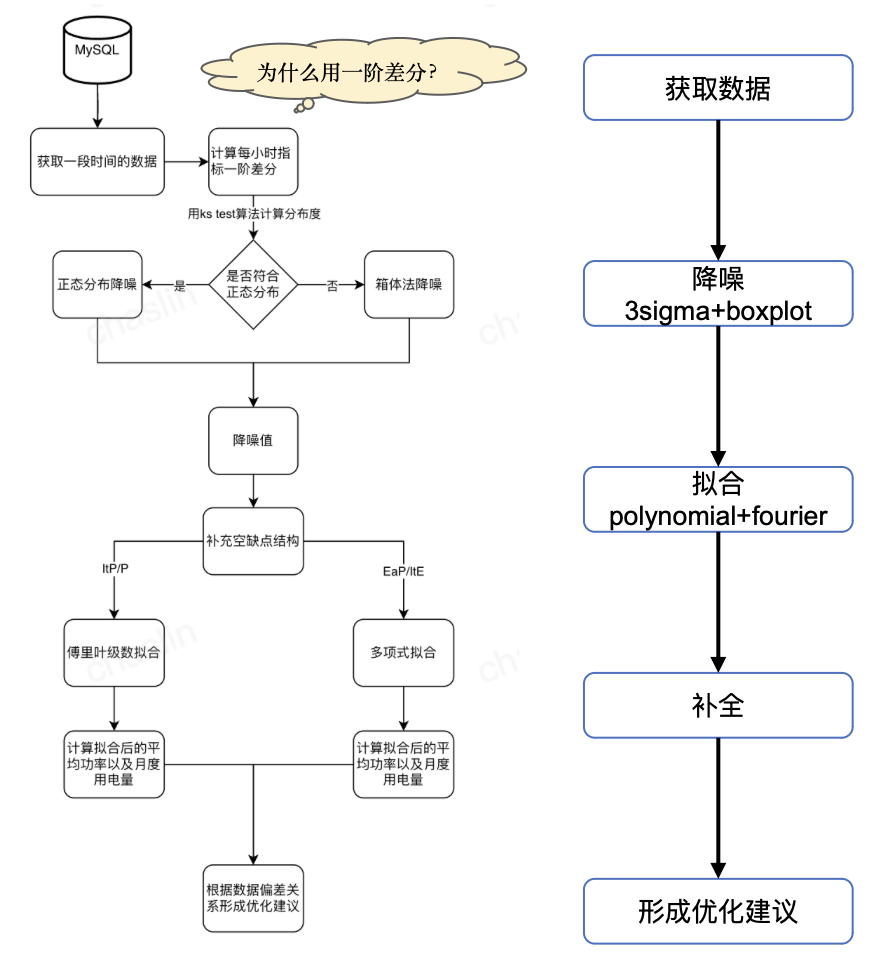 MySQL
为什么用一阶差分?
获取一段时间的数据
计算每小时指
标一阶差分
用ks test算法计算分布度
是否符合
正态分布
是
否
正态分布降噪
箱体法降噪
降噪值
补充空缺点结构
ItP/P
EaP/ItE
傅里叶级数拟合
多项式拟合
计算拟合后的平
均功率以及月度
用电量
计算拟合后的平
均功率以及月度
用电量
根据数据偏差关
系形成优化建议
获取数据
降噪
3sigma+boxplot
拟合
polynomial+fourier
补全
形成优化建议
chaslin
chaslin